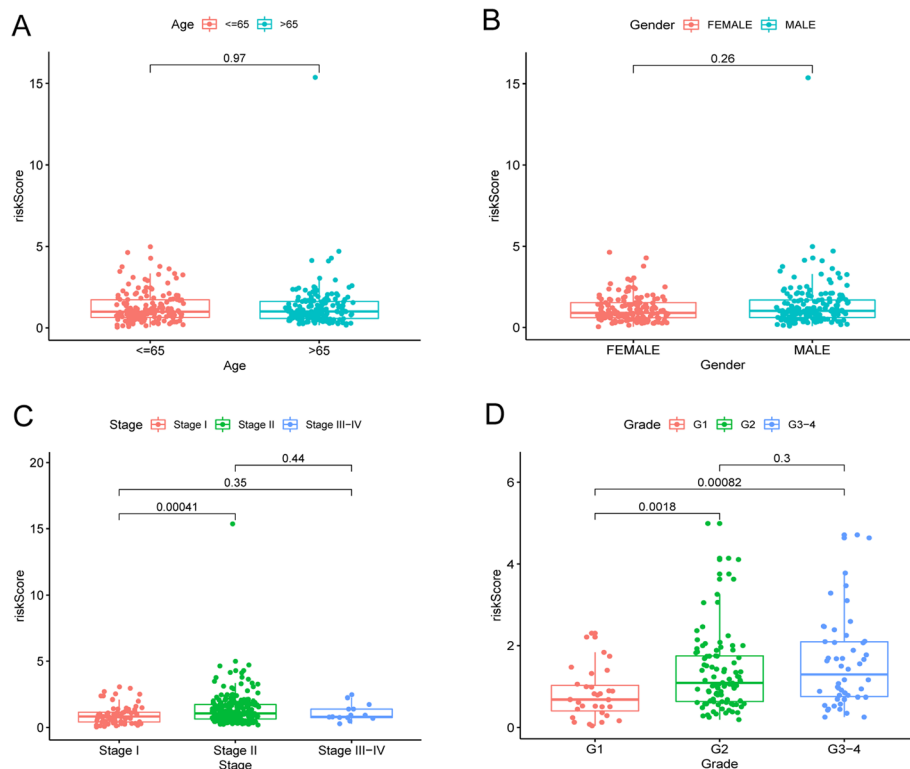 A
Age <=65 >65
0.97
15
10
5
0
riskScore
<=65 >65
Age
B
Gender FEMALE MALE
0.26
15
10
5
0
riskScore
FEMALE MALE
Gender
C
Stage Stage I Stage II Stage III−IV
20
0.44
0.35
0.00041
15
10
5
0
riskScore
Stage I Stage II Stage III−IV
Stage
D
Grade G1 G2 G3−4
0.3
6
0.00082
0.0018
4
2
0
riskScore
G1 G2 G3−4
Grade